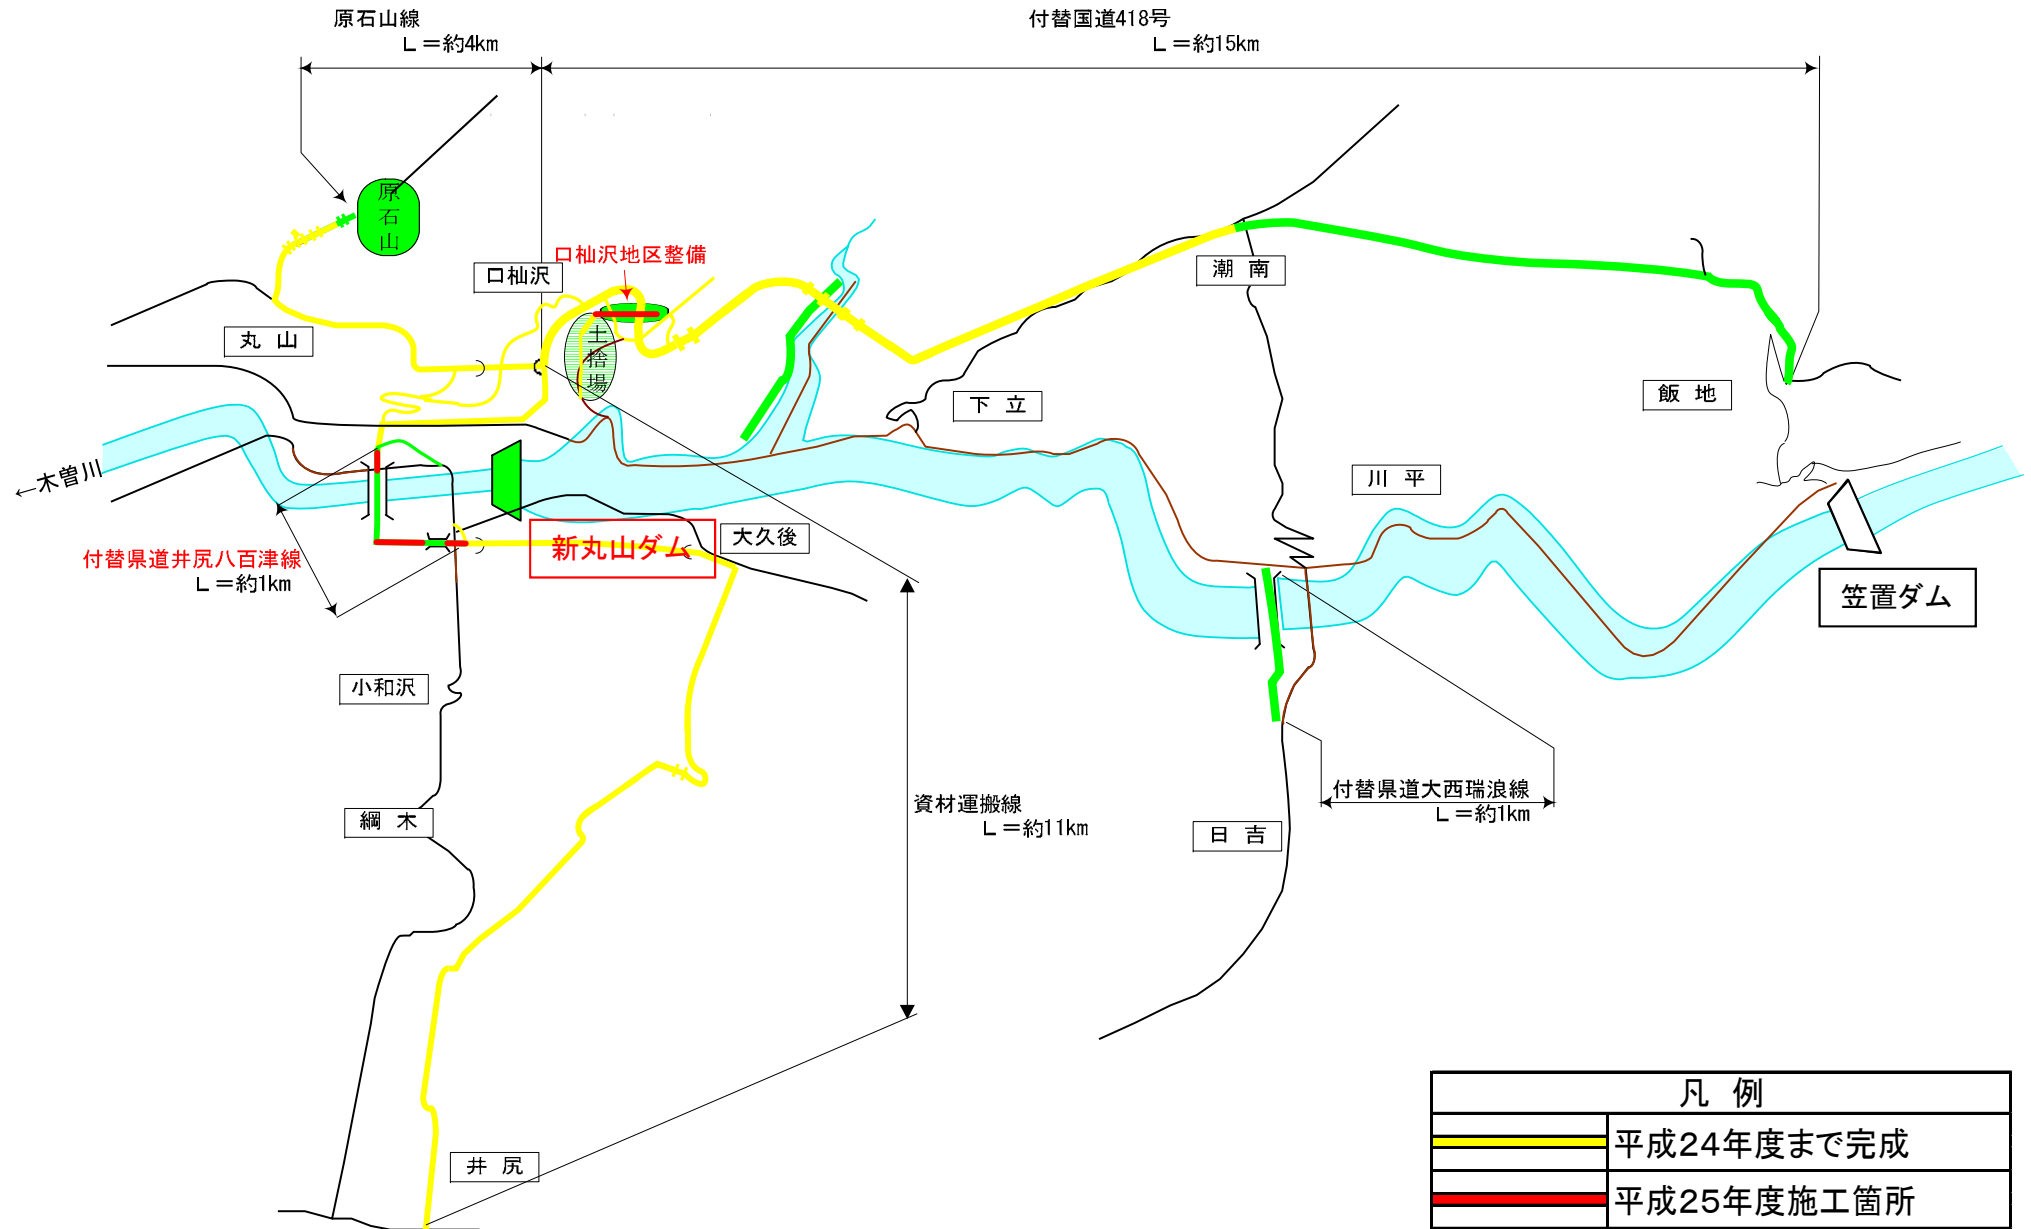 原石山線
L=約4km
付替国道418号
L=約15km
原石山
口杣沢地区整備
口杣沢
潮南
丸山
土捨場
飯地
下立
←木曽川
川平
新丸山ダム
大久後
付替県道井尻八百津線
L=約1km
笠置ダム
小和沢
付替県道大西瑞浪線
L=約1km
資材運搬線
L=約11km
綱木
日吉
井尻
凡例
平成24年度まで完成
平成25年度施工箇所